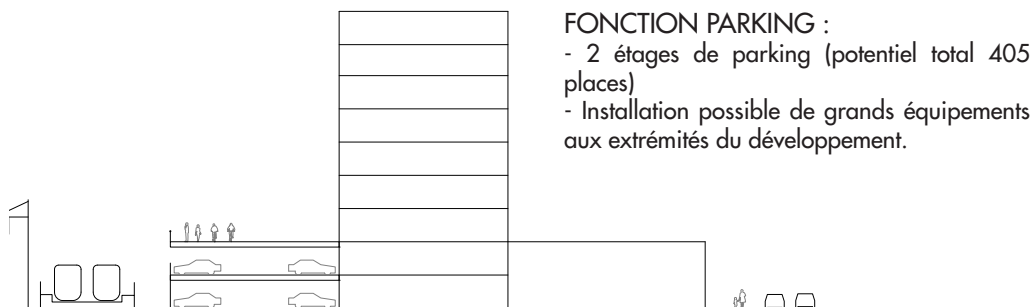 FONCTION PARKING :
- 2 étages de parking (potentiel total 405
places)
- Installation possible de grands équipements
aux extrémités du développement.